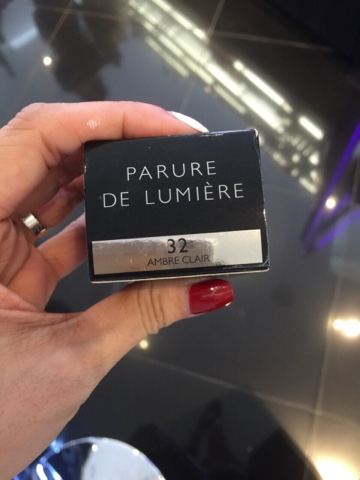 PARURE
DE LUMIÈRE
32
AMBRE CLAIR